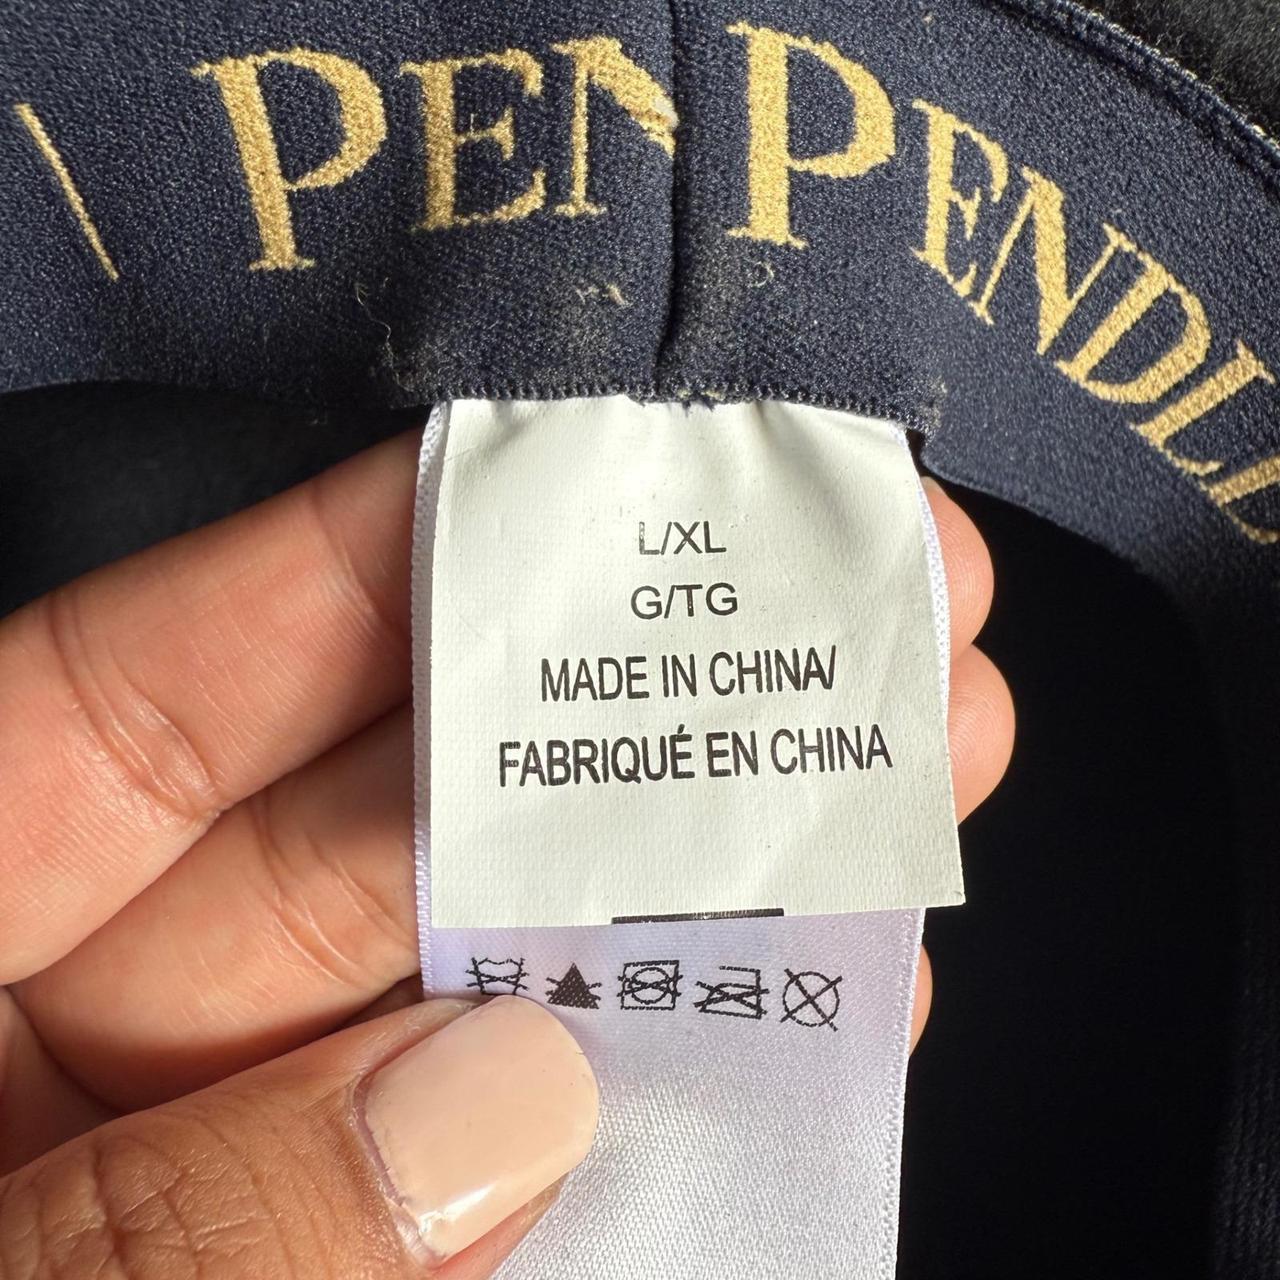 PEN PENDL
L/XL
G/TG
MADE IN CHINA/
FABRIQUÉ EN CHINA